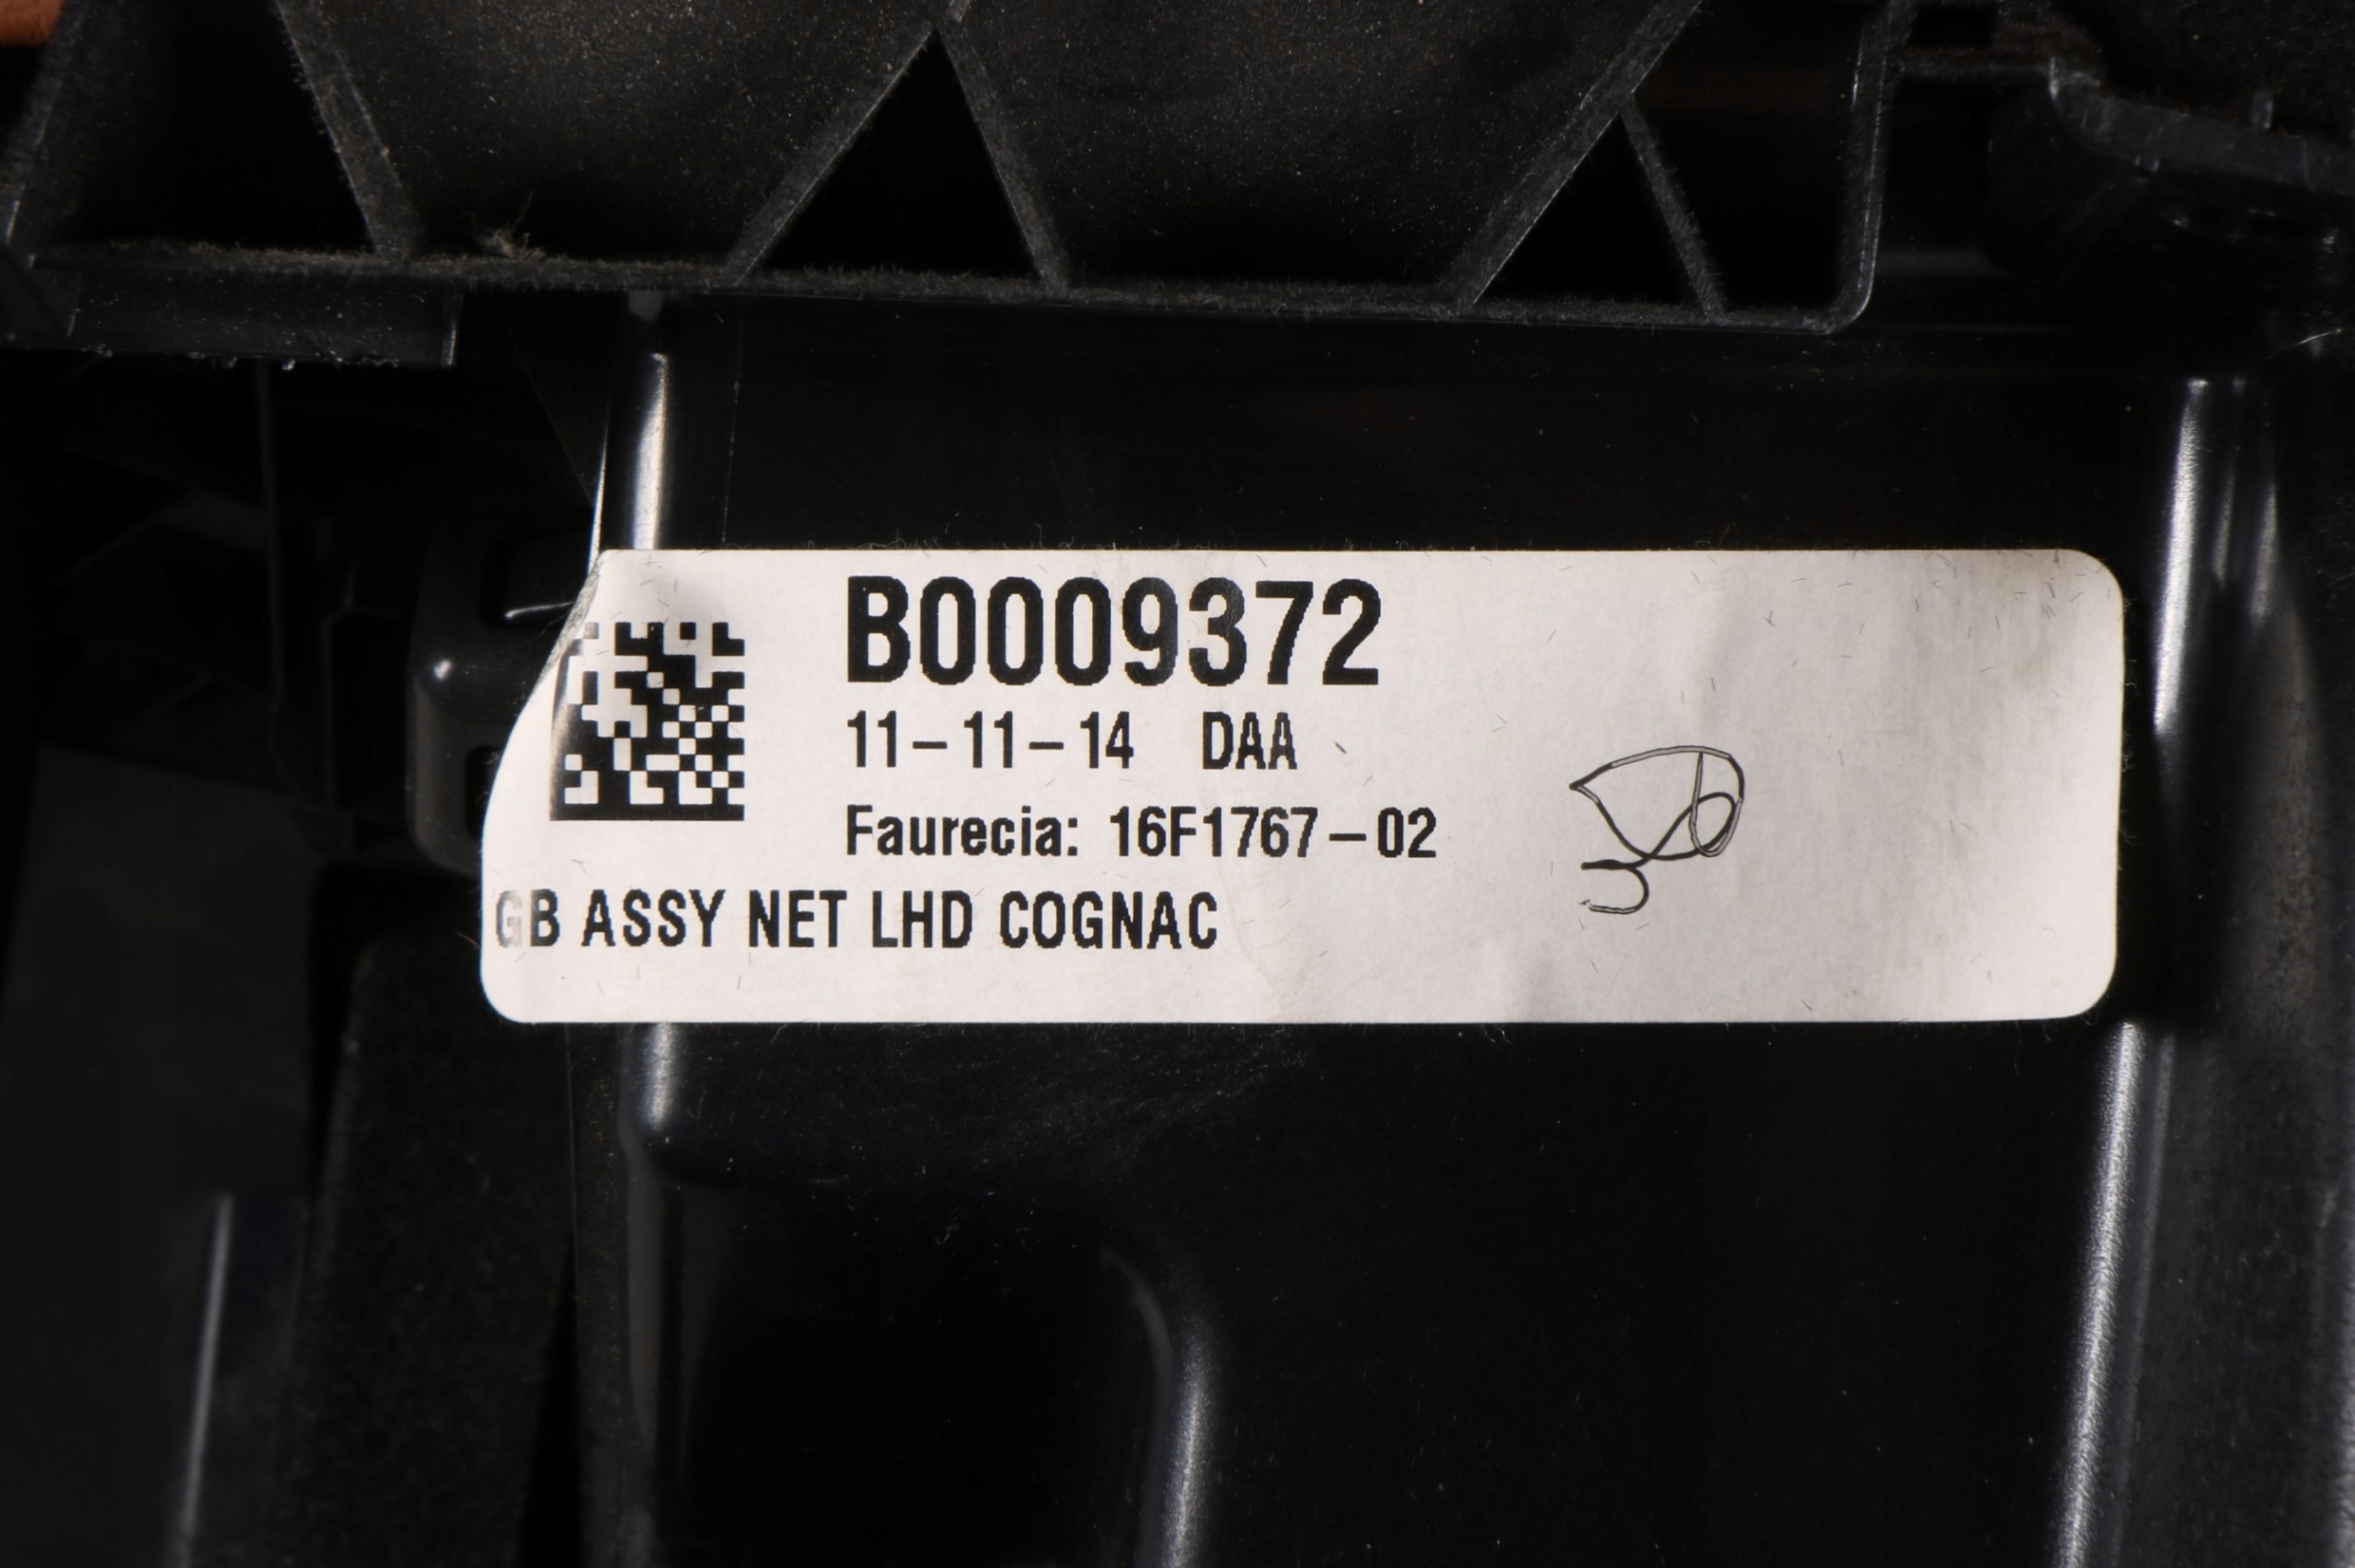 B0009372
11-11-14 DAA
Faurecia: 16F1767-02
GB ASSY NET LHD COGNAC